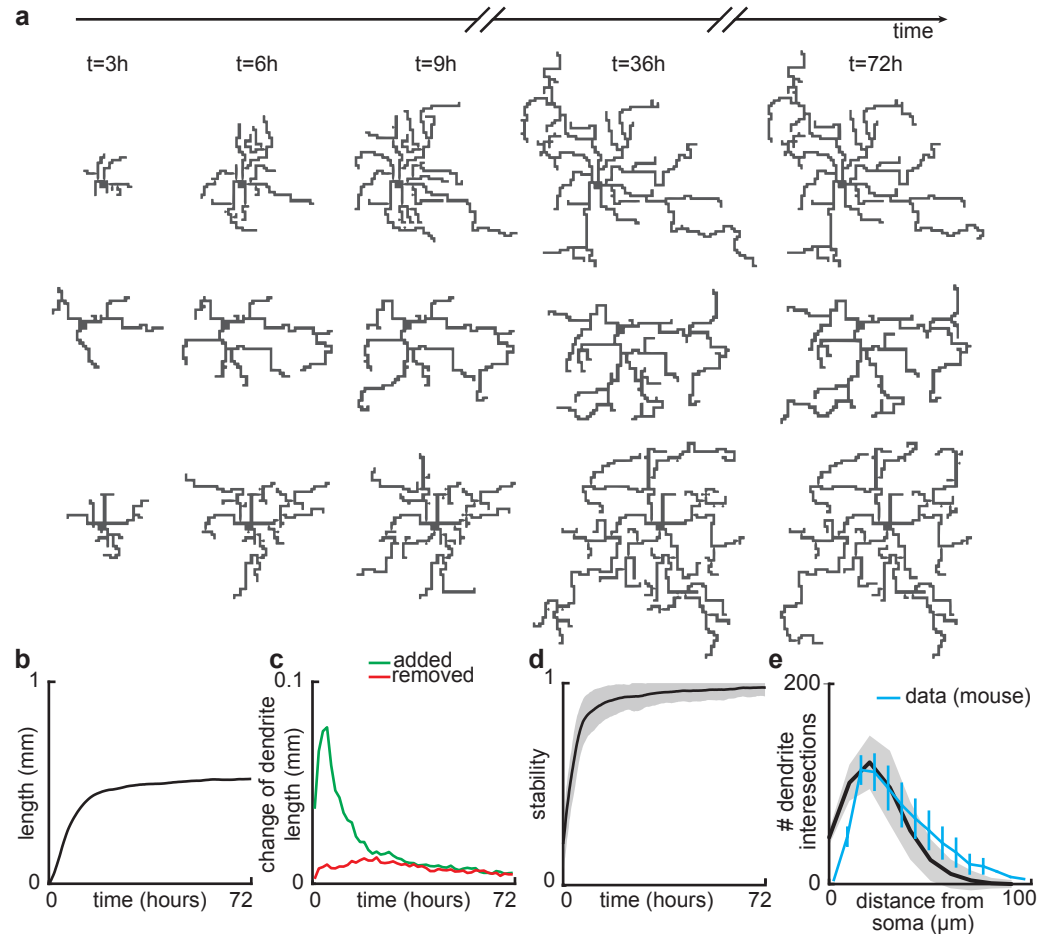 a
time
t=3h t=6h t=9h t=36h t=72h
b
1
length (mm)
0
0 time (hours) 72
c
added
removed
0.1
change of dendrite
length (mm)
0
0 time (hours) 72
d
1
stability
0
0 time (hours) 72
e
200
data (mouse)
# dendrite
interesections
0
0 distance from 100
soma (µm)